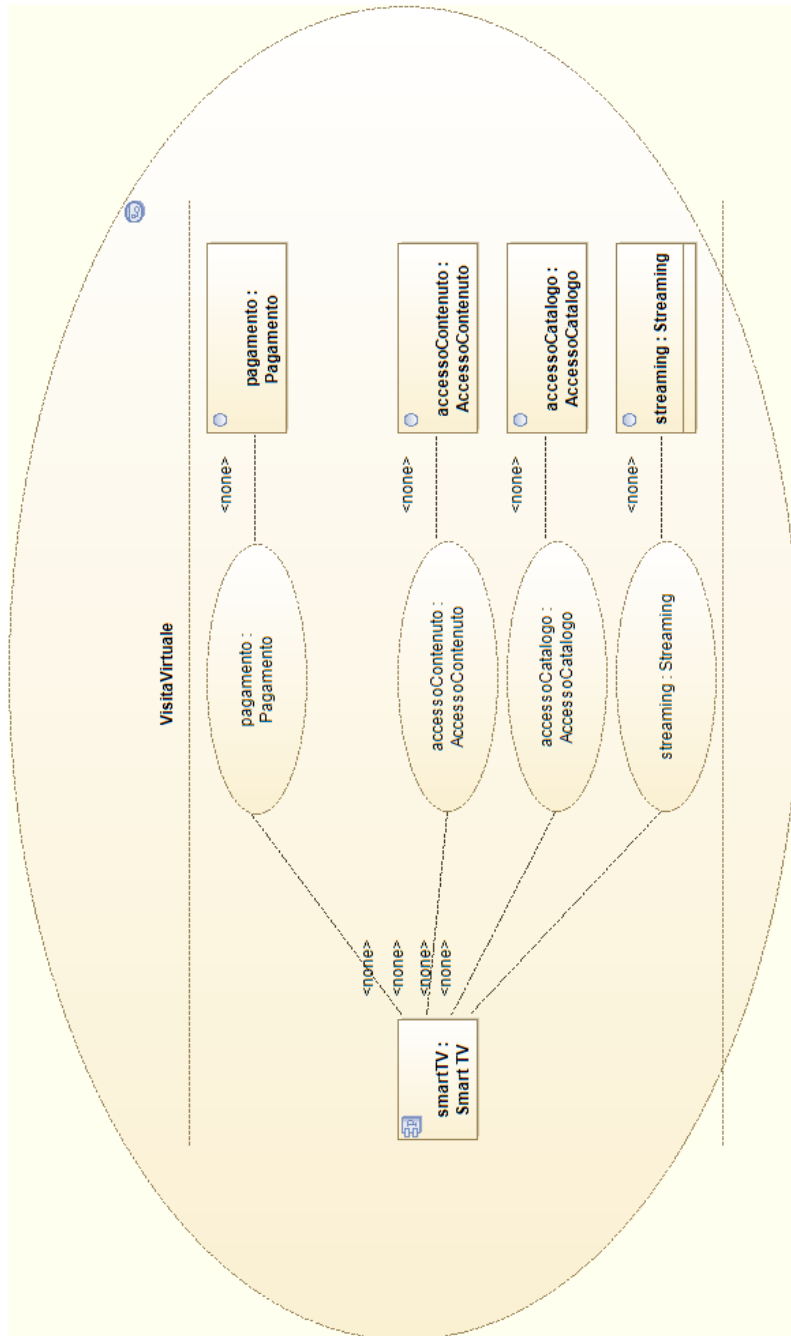 VisitaVirtuale
pagamento :
Pagamento
<none>
pagamento :
Pagamento
accessoContenuto :
AccessoContenuto
<none>
accessoContenuto :
AccessoContenuto
accessoCatalogo :
AccessoCatalogo
<none>
accessoCatalogo :
AccessoCatalogo
streaming : Streaming
<none>
streaming : Streaming
<none>
<none>
<none>
<none>
smartTV :
Smart TV